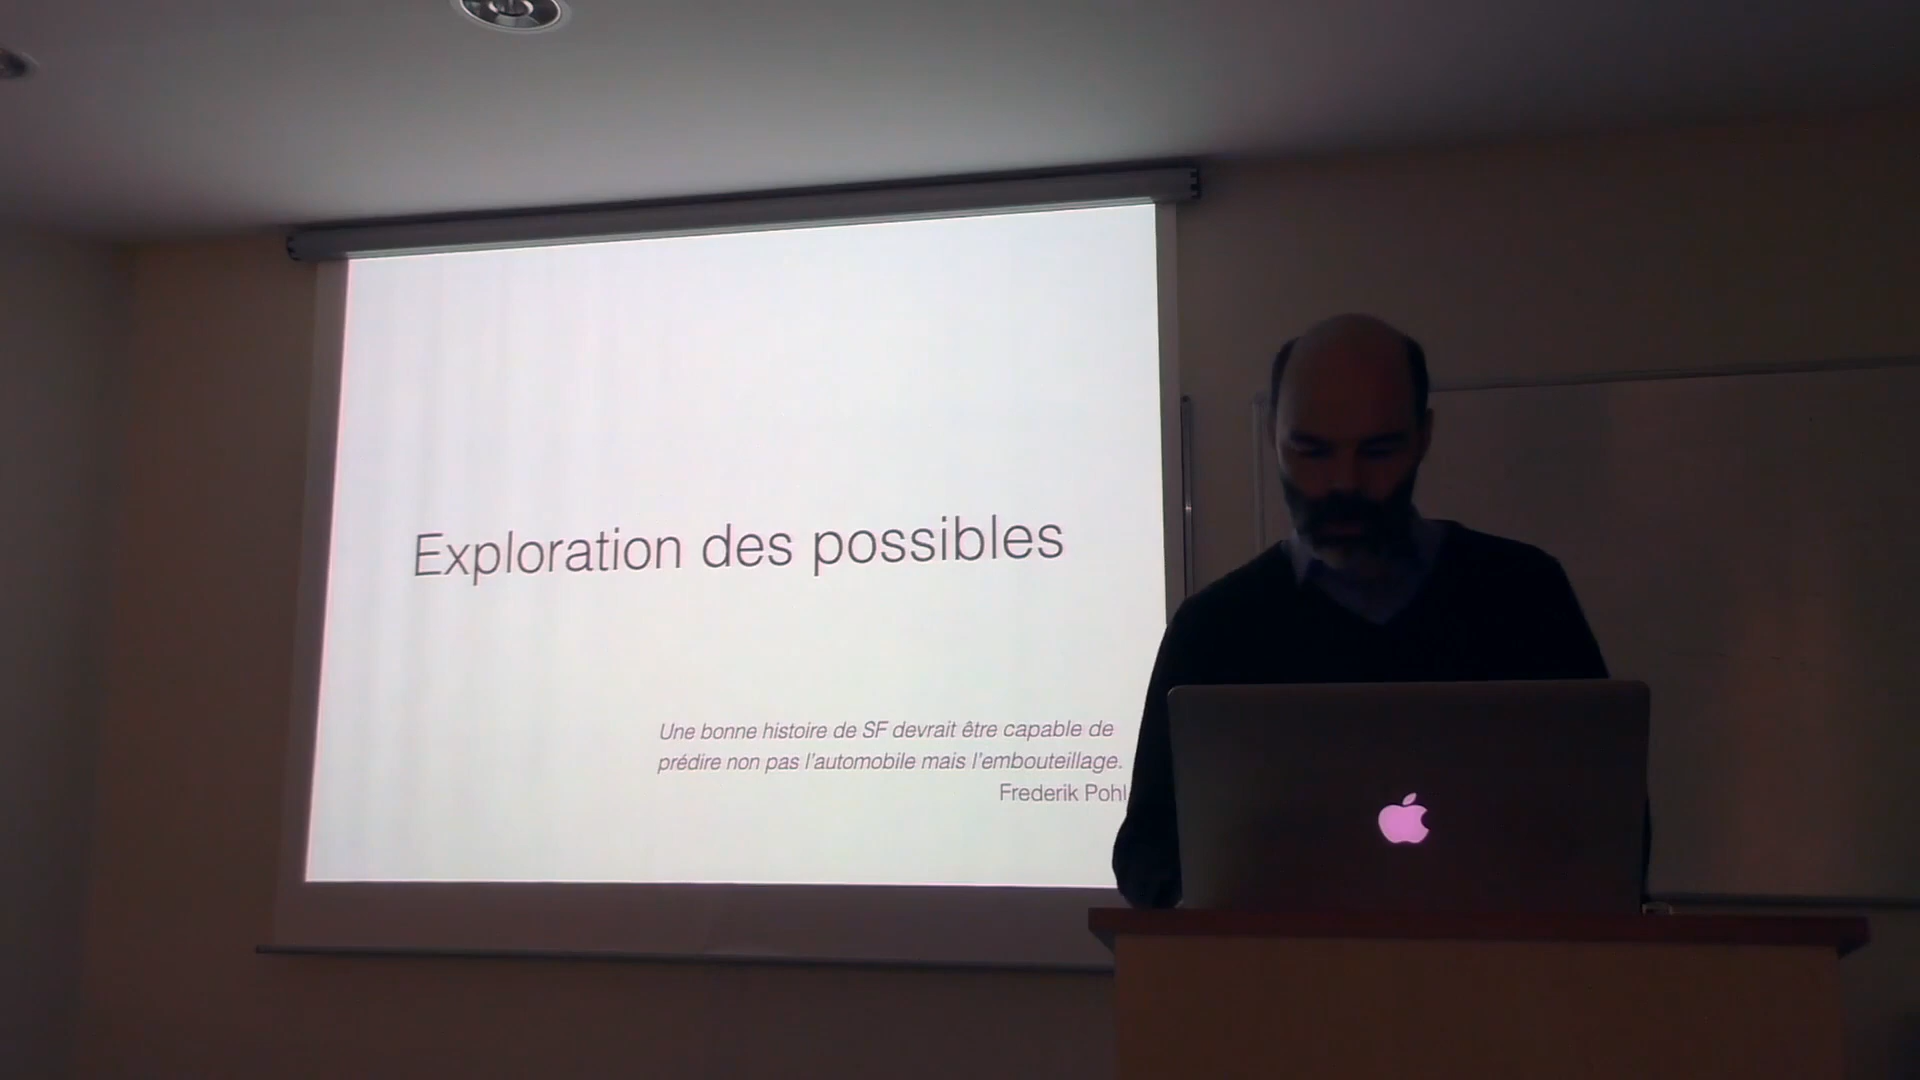 Exploration des possibles
Une bonne histoire de SF devrait être capable de
prédire non pas l'automobile mais l'embouteillage.
Frederik Pohl